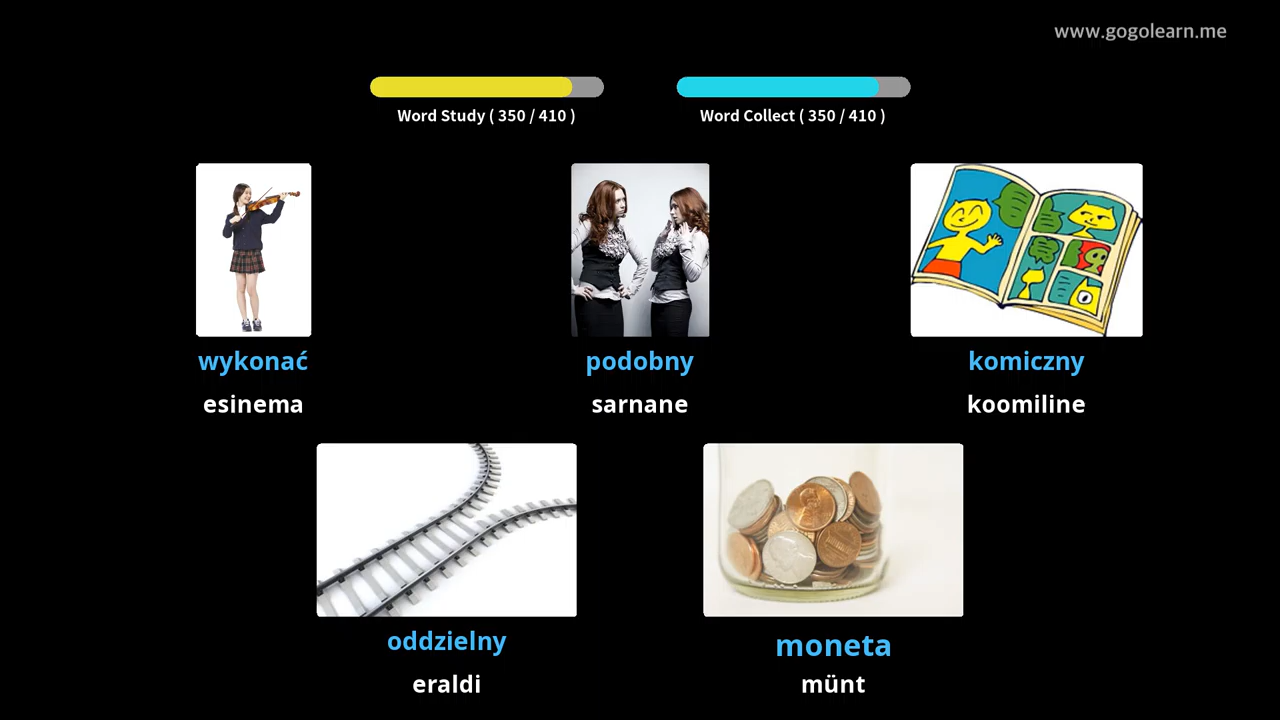 www.gogolearn.me
Word Study ( 350 / 410 )
Word Collect ( 350 / 410 )
wykonać
esinema
podobny
sarnane
komiczny
koomiline
oddzielny
eraldi
moneta
münt